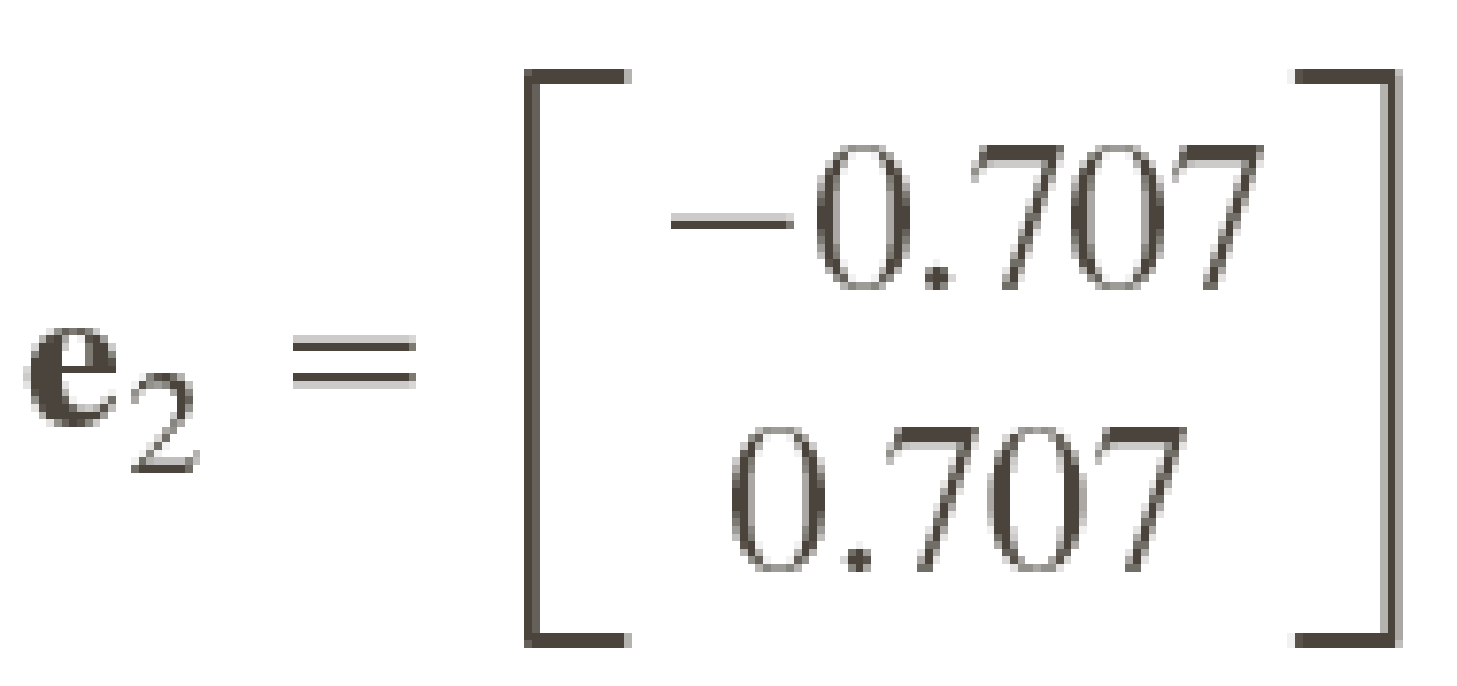 e₂ = [ −0.707
0.707 ]